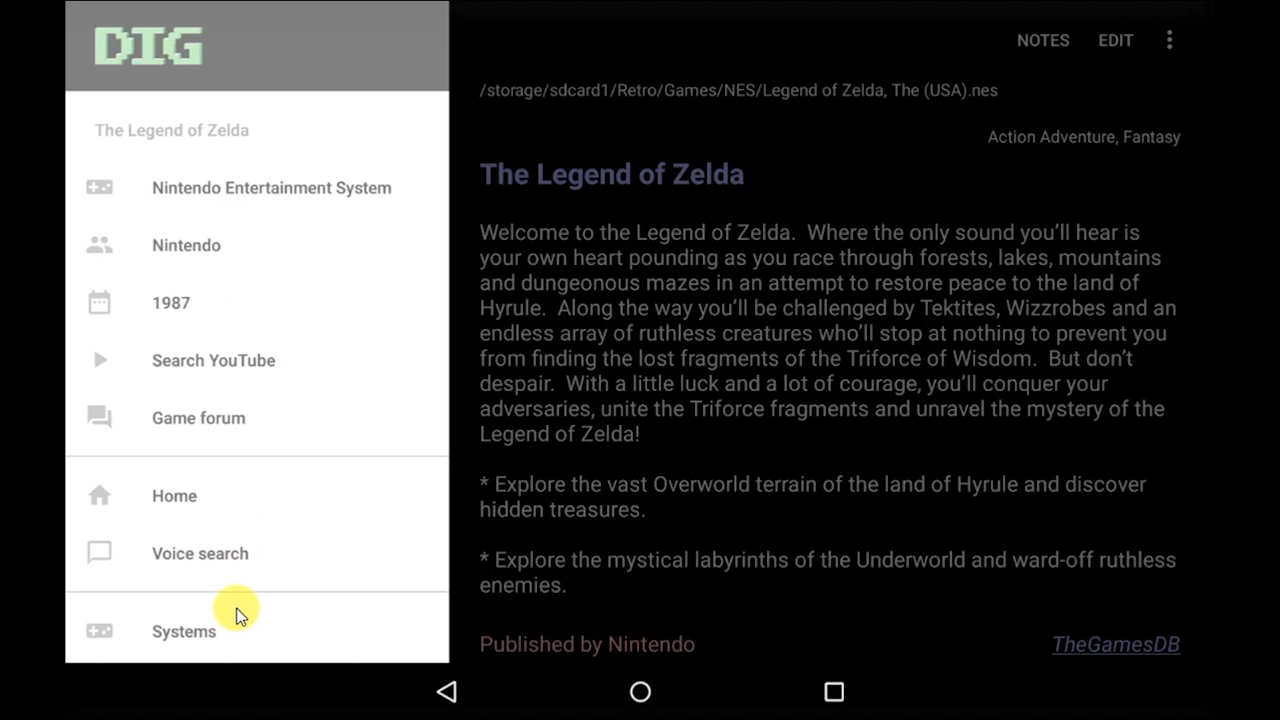 DIG
The Legend of Zelda
Nintendo Entertainment System
Nintendo
1987
Search YouTube
Game forum
Home
Voice search
Systems
NOTES EDIT
/storage/sdcard1/Retro/Games/NES/Legend of Zelda, The (USA).nes
Action Adventure, Fantasy
The Legend of Zelda
Welcome to the Legend of Zelda.  Where the only sound you'll hear is
your own heart pounding as you race through forests, lakes, mountains
and dungeonous mazes in an attempt to restore peace to the land of
Hyrule.  Along the way you'll be challenged by Tektites, Wizzrobes and an
endless array of ruthless creatures who'll stop at nothing to prevent you
from finding the lost fragments of the Triforce of Wisdom.  But don't
despair.  With a little luck and a lot of courage, you'll conquer your
adversaries, unite the Triforce fragments and unravel the mystery of the
Legend of Zelda!
* Explore the vast Overworld terrain of the land of Hyrule and discover
hidden treasures.
* Explore the mystical labyrinths of the Underworld and ward-off ruthless
enemies.
Published by Nintendo
TheGamesDB